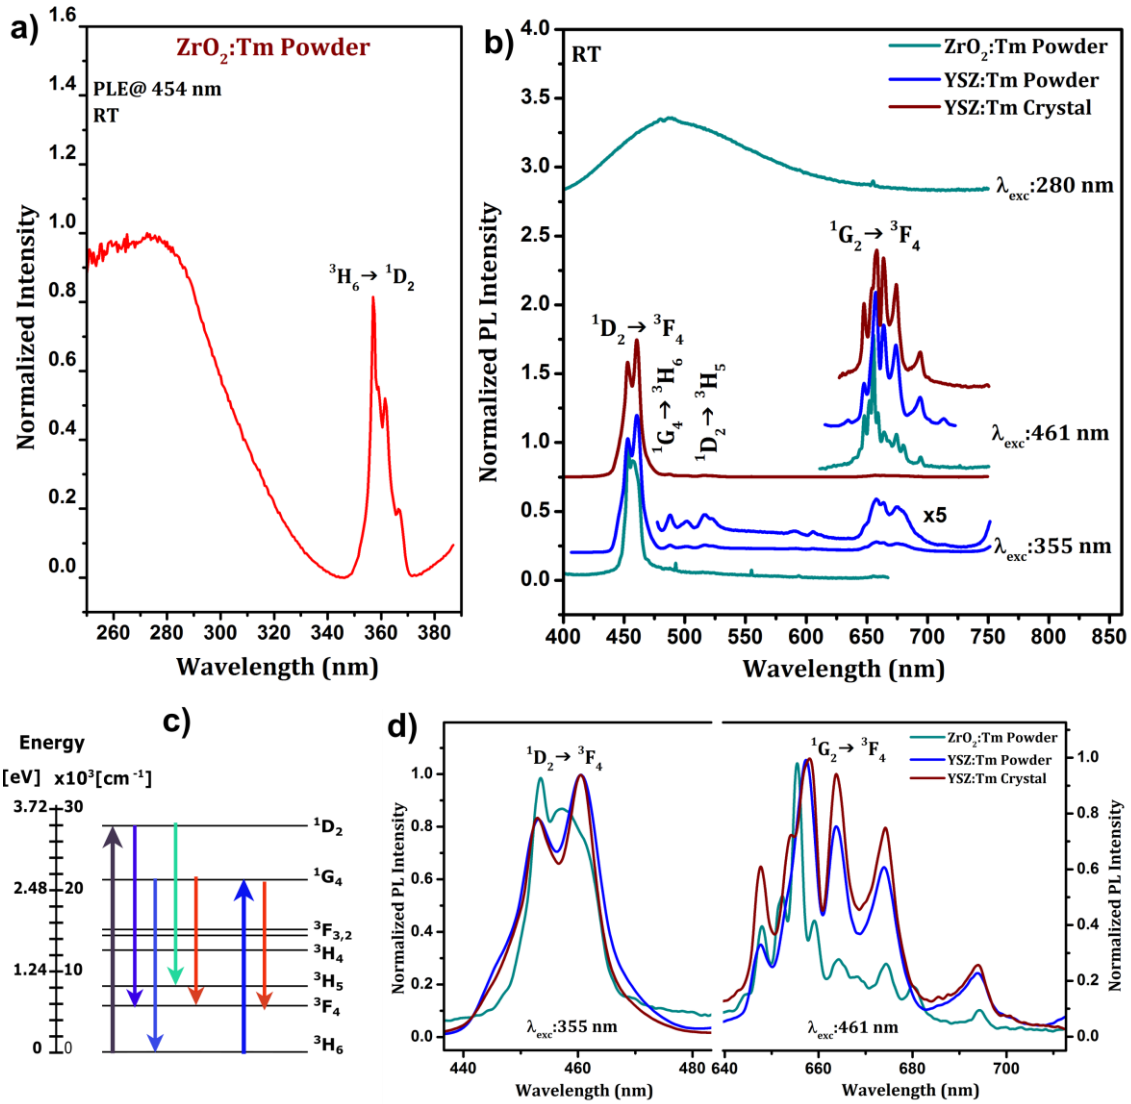 a)
ZrO₂:Tm Powder
PLE@ 454 nm
RT
³H₆→ ¹D₂
Normalized Intensity
1.6
1.4
1.2
1.0
0.8
0.6
0.4
0.2
0.0
260 280 300 320 340 360 380
Wavelength (nm)
b)
RT
ZrO₂:Tm Powder
YSZ:Tm Powder
YSZ:Tm Crystal
λexc:280 nm
¹G₂→ ³F₄
¹D₂→ ³F₄
¹G₄→ ³H₆
¹D₂→ ³H₅
λexc:461 nm
x5
λexc:355 nm
Normalized PL Intensity
4.0
3.5
3.0
2.5
2.0
1.5
1.0
0.5
0.0
400 450 500 550 600 650 700 750 800 850
Wavelength (nm)
c)
Energy
[eV] x10³[cm⁻¹]
3.72 30
¹D₂
¹G₄
2.48 20
³F₃,₂
³H₄
1.24 10
³H₅
³F₄
0 0
³H₆
d)
¹D₂→ ³F₄
λexc:355 nm
Normalized PL Intensity
1.0
0.8
0.6
0.4
0.2
0.0
440 460 480
Wavelength (nm)
¹G₂→ ³F₄
ZrO₂:Tm Powder
YSZ:Tm Powder
YSZ:Tm Crystal
λexc:461 nm
1.0
0.8
0.6
0.4
0.2
0.0
Normalized PL Intensity
640 660 680 700
Wavelength (nm)